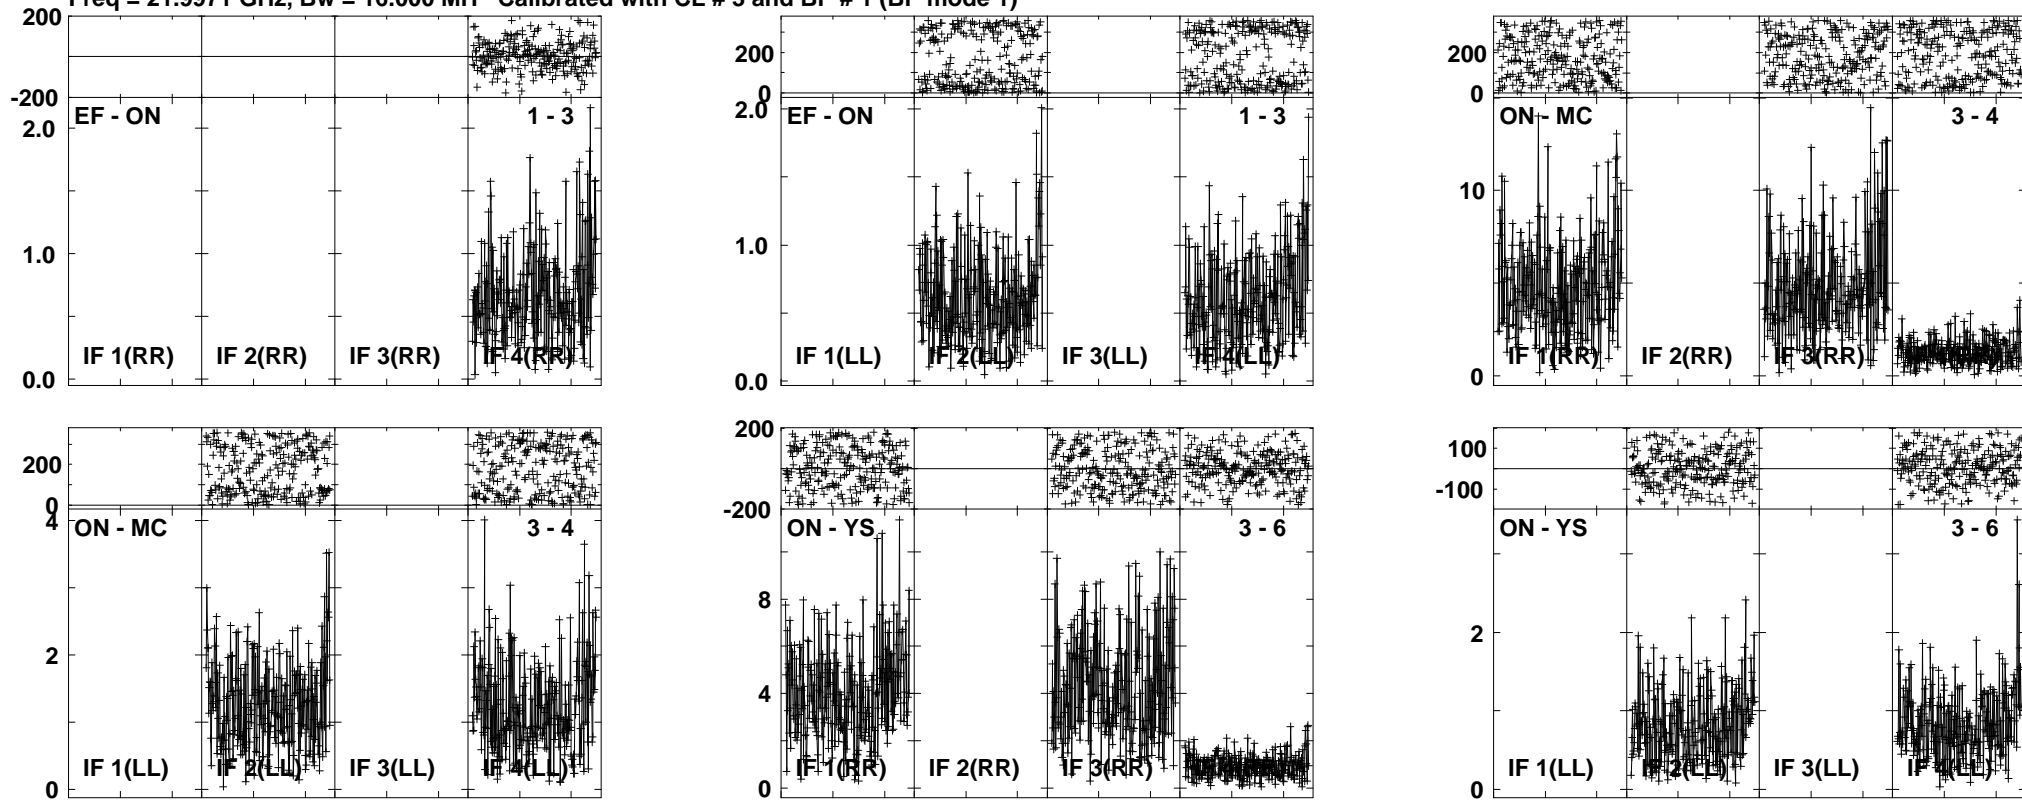 200
-200
EF - ON
1 - 3
2.0
1.0
0.0
IF 1(RR)
IF 2(RR)
IF 3(RR)
IF 4(RR)
200
0
EF - ON
1 - 3
2.0
1.0
0.0
IF 1(LL)
IF 2(LL)
IF 3(LL)
IF 4(LL)
200
0
ON - MC
3 - 4
10
0
IF 1(RR)
IF 2(RR)
IF 3(RR)
200
0
ON - MC
3 - 4
4
2
0
IF 1(LL)
IF 2(LL)
IF 3(LL)
IF 4(LL)
200
-200
ON - YS
3 - 6
8
4
0
IF 1(RR)
IF 2(RR)
IF 3(RR)
100
-100
ON - YS
3 - 6
2
0
IF 1(LL)
IF 2(LL)
IF 3(LL)
IF 4(LL)